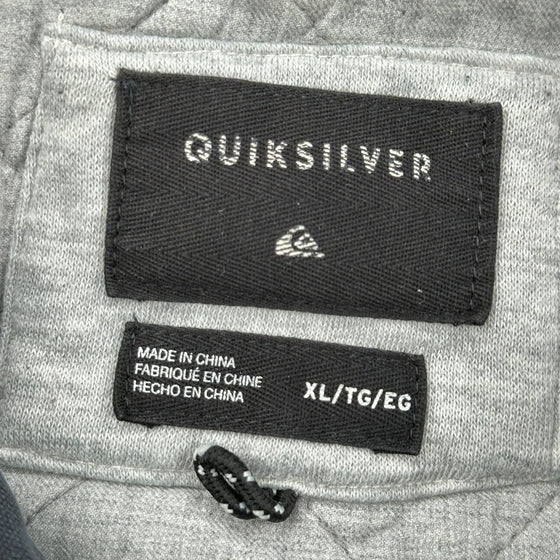 QUIKSILVER
MADE IN CHINA
FABRIQUÉ EN CHINE
HECHO EN CHINA
XL/TG/EG